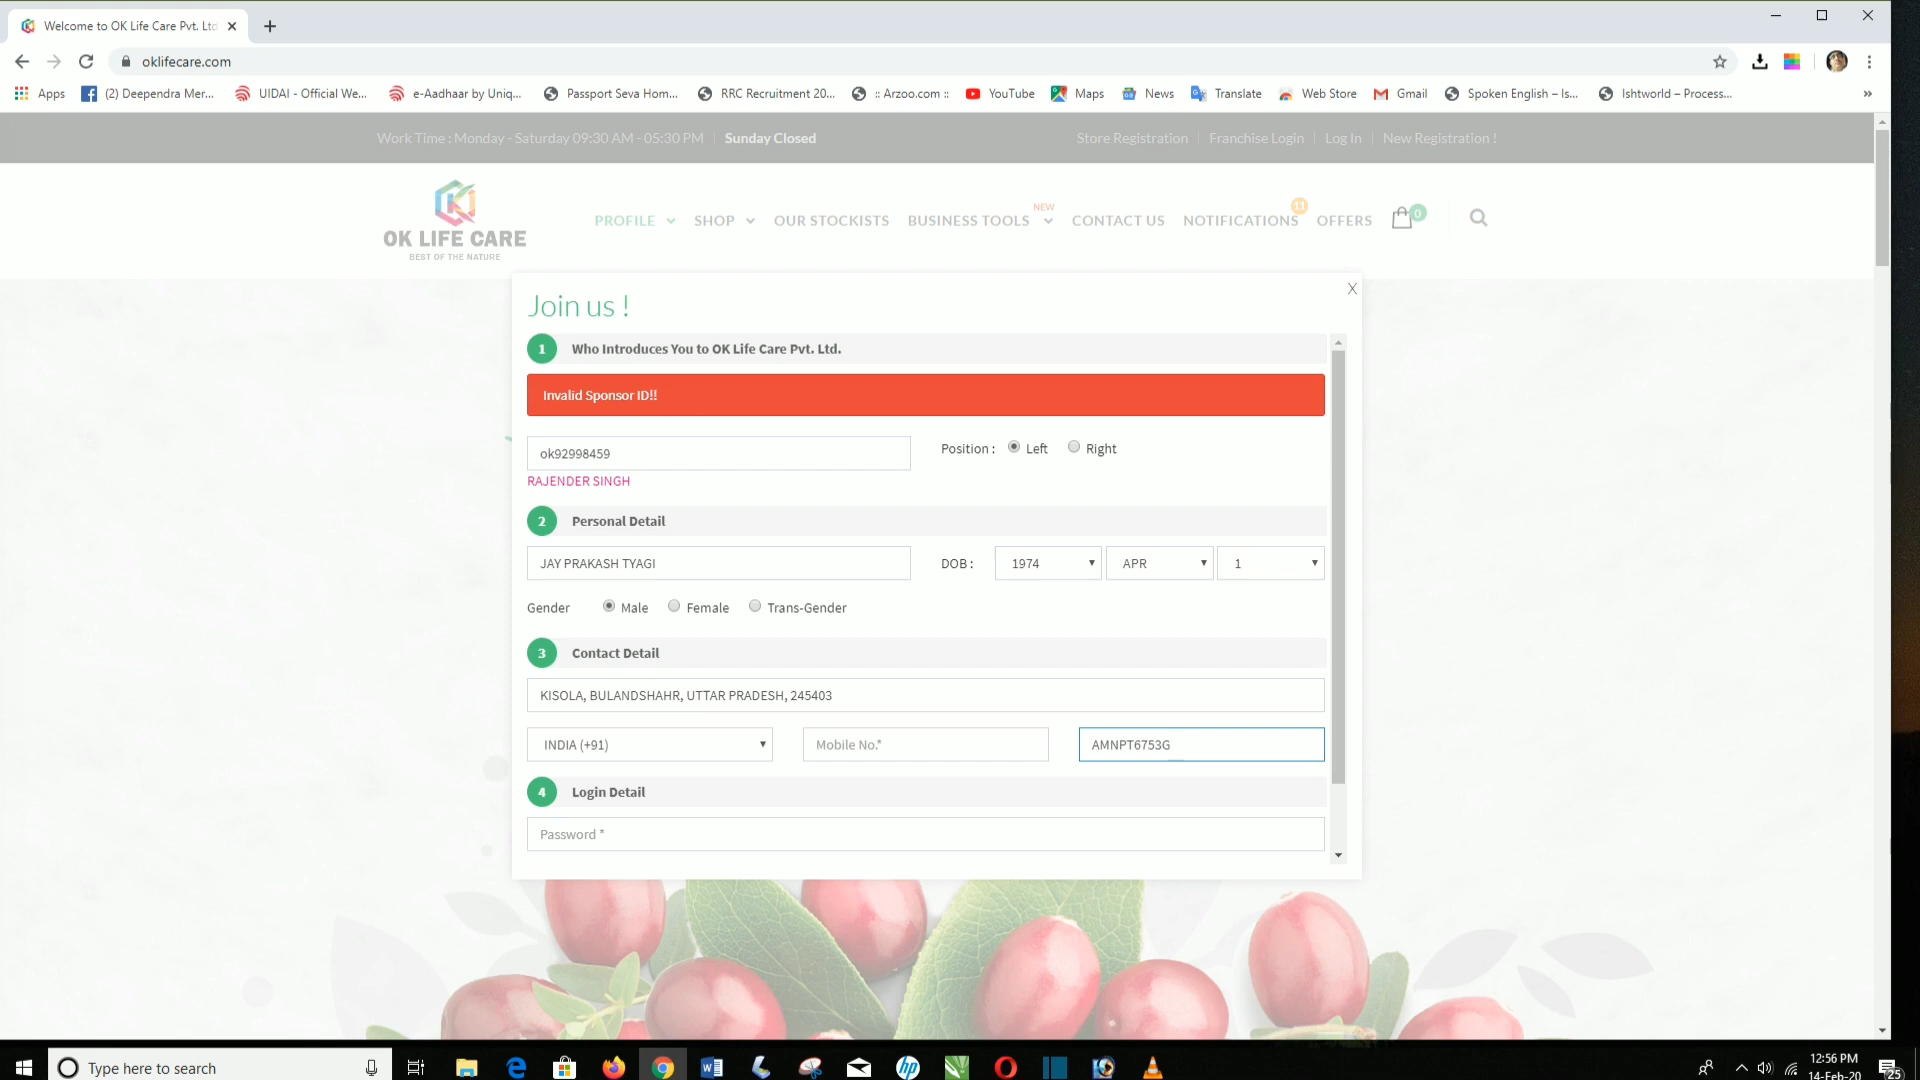 Welcome to OK Life Care Pvt. Ltd
oklifecare.com
Apps (2) Deependra Mer... UIDAI - Official We... e-Aadhaar by Uniq... Passport Seva Hom... RRC Recruitment 20... :: Arzoo.com :: YouTube Maps News Translate Web Store Gmail Spoken English – Is... Ishtworld – Process... »
Work Time : Monday - Saturday 09:30 AM - 05:30 PM Sunday Closed Store Registration Franchise Login Log In New Registration !
OK LIFE CARE
BEST OF THE NATURE
PROFILE SHOP OUR STOCKISTS BUSINESS TOOLS NEW CONTACT US NOTIFICATIONS 11 OFFERS 0
Join us ! X
1 Who Introduces You to OK Life Care Pvt. Ltd.
Invalid Sponsor ID!!
ok92998459 Position : Left Right
RAJENDER SINGH
2 Personal Detail
JAY PRAKASH TYAGI DOB : 1974 APR 1
Gender Male Female Trans-Gender
3 Contact Detail
KISOLA, BULANDSHAHR, UTTAR PRADESH, 245403
INDIA (+91) Mobile No.* AMNPT6753G
4 Login Detail
Password *
Type here to search
12:56 PM
14-Feb-20 25